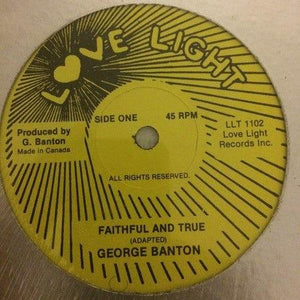 LOVE LIGHT
SIDE ONE
45 RPM
Produced by
G. Banton
Made in Canada
LLT 1102
Love Light
Records Inc.
ALL RIGHTS RESERVED.
FAITHFUL AND TRUE
(ADAPTED)
GEORGE BANTON